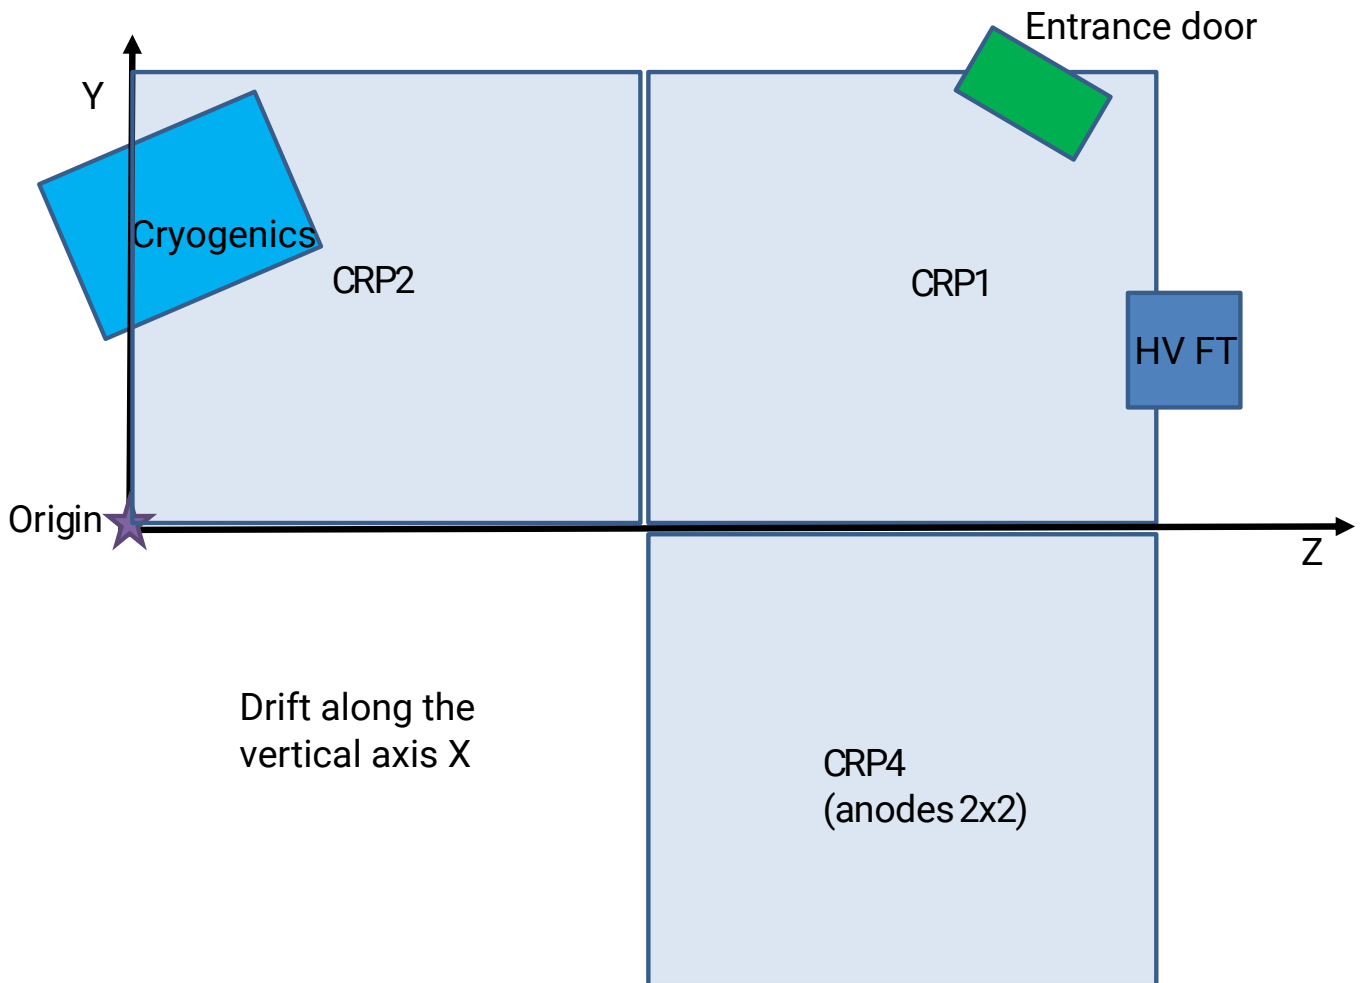 Entrance door
Y
Cryogenics
CRP2
CRP1
HV FT
Origin
Z
Drift along the
vertical axis X
CRP4
(anodes 2x2)